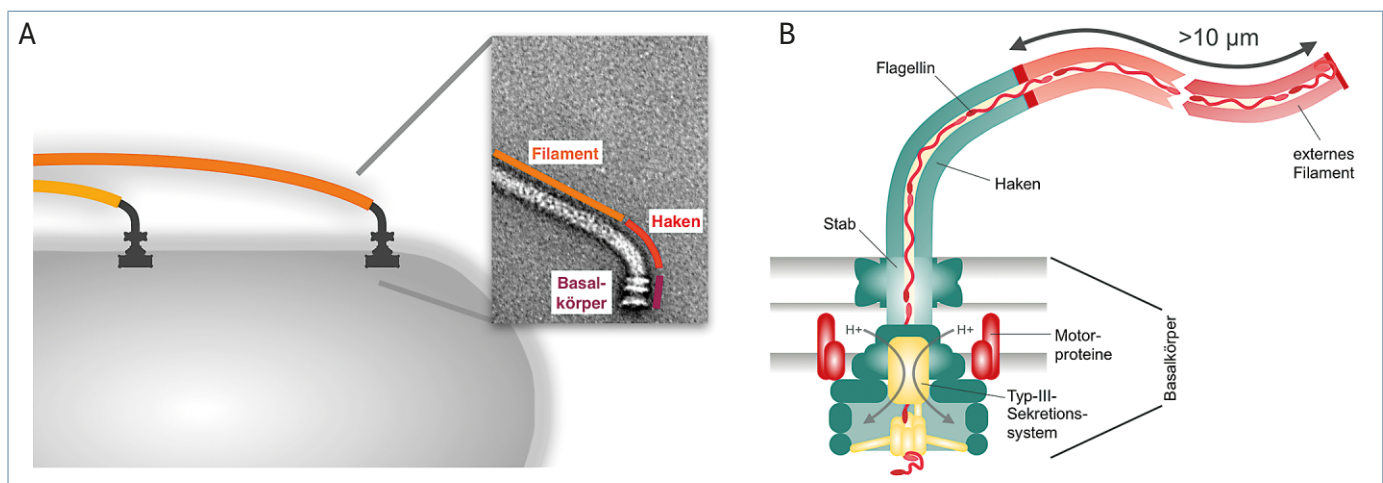 A
Filament
Haken
Basal-
körper
B
>10 µm
Flagellin
externes
Filament
Haken
Stab
H+
H+
Motor-
proteine
Typ-III-
Sekretions-
system
Basalkörper